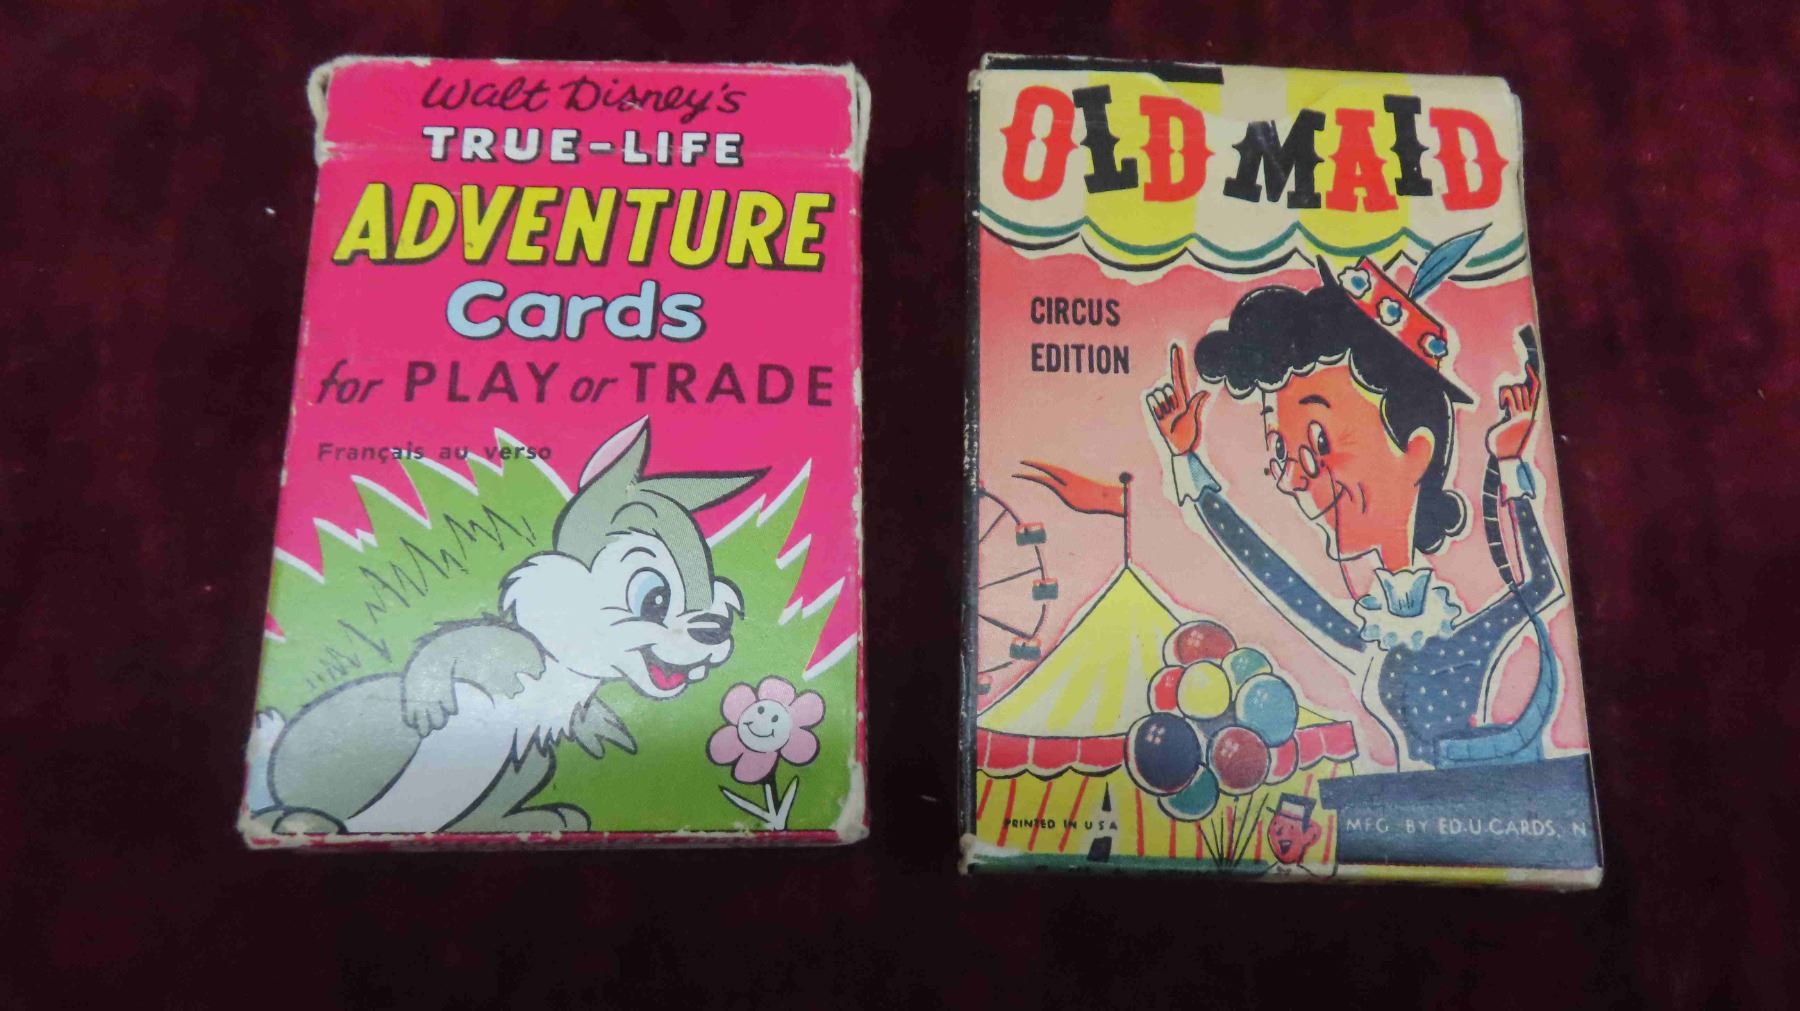 Walt Disney's
TRUE-LIFE
ADVENTURE
Cards
for PLAY or TRADE
Français au verso
OLD MAID
CIRCUS
EDITION
PRINTED IN U S A
MFG. BY ED.U.CARDS, N